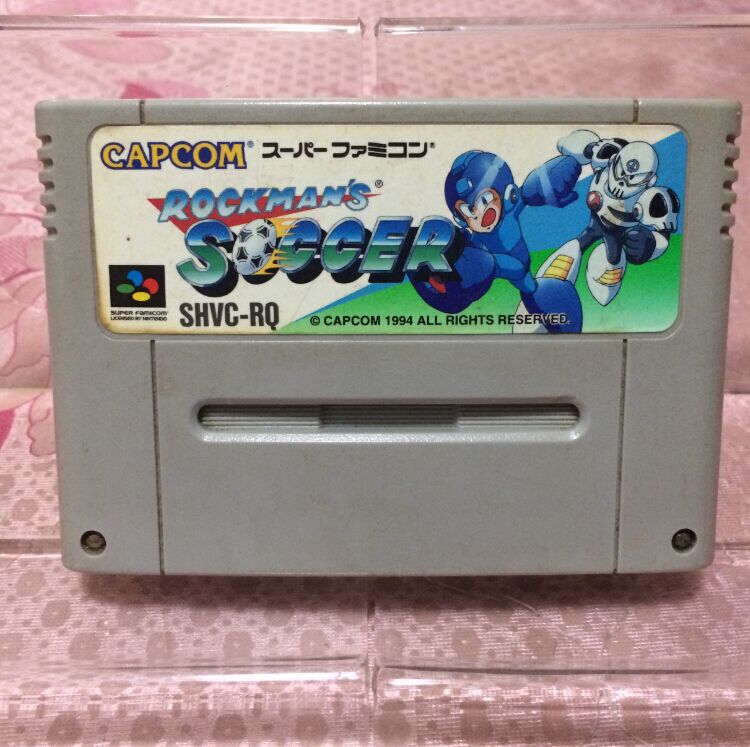 CAPCOM® スーパーファミコン®
ROCKMAN'S®
SOCCER
SUPER FAMICOM
LICENSED BY NINTENDO
SHVC-RQ
© CAPCOM 1994 ALL RIGHTS RESERVED.